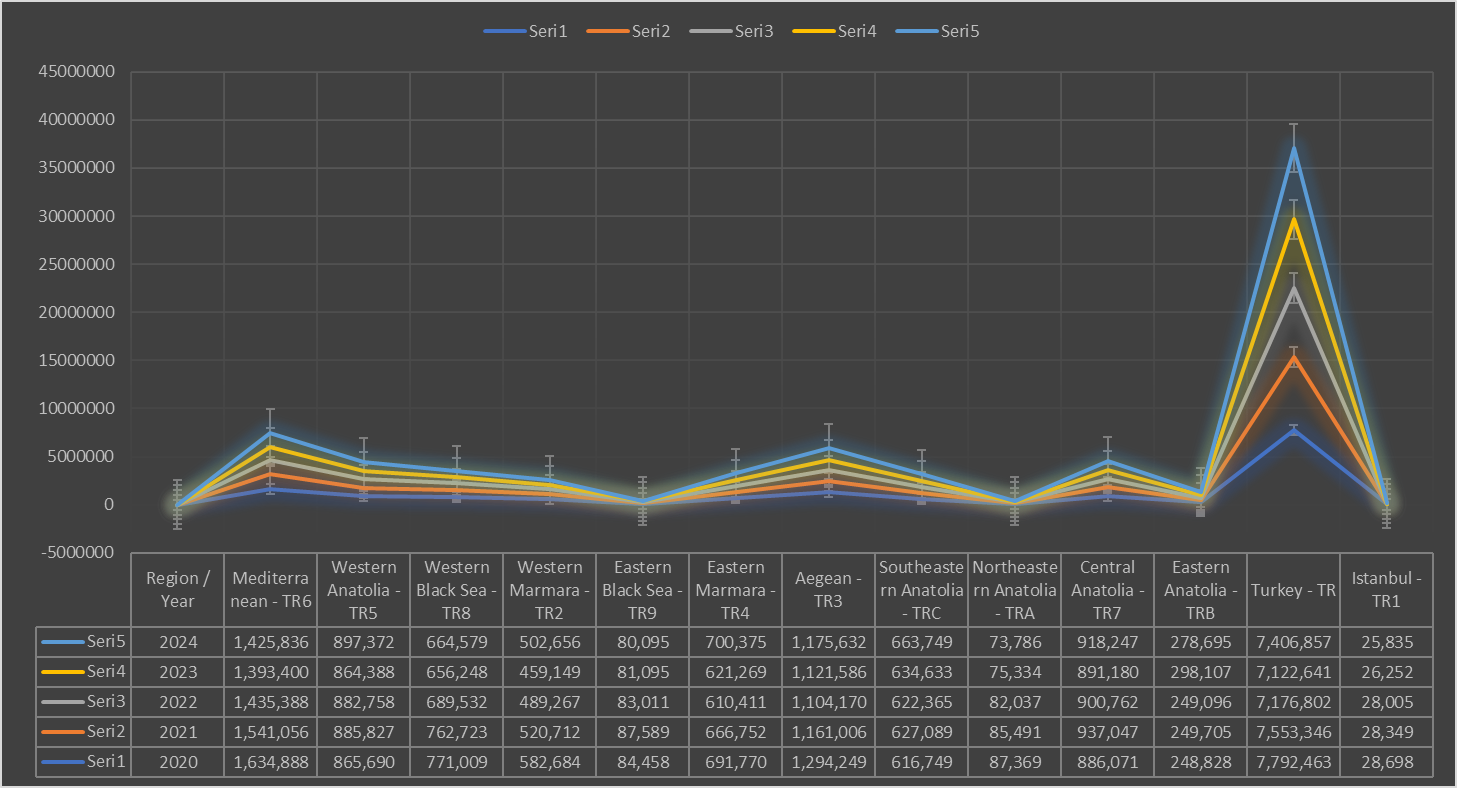 Seri1 Seri2 Seri3 Seri4 Seri5
45000000
40000000
35000000
30000000
25000000
20000000
15000000
10000000
5000000
0
-5000000
Region / Year Mediterra nean - TR6 Western Anatolia - TR5 Western Black Sea - TR8 Western Marmara - TR2 Eastern Black Sea - TR9 Eastern Marmara - TR4 Aegean - TR3 Southeaste rn Anatolia - TRC Northeaste rn Anatolia - TRA Central Anatolia - TR7 Eastern Anatolia - TRB Turkey - TR Istanbul - TR1
Seri5 2024 1,425,836 897,372 664,579 502,656 80,095 700,375 1,175,632 663,749 73,786 918,247 278,695 7,406,857 25,835
Seri4 2023 1,393,400 864,388 656,248 459,149 81,095 621,269 1,121,586 634,633 75,334 891,180 298,107 7,122,641 26,252
Seri3 2022 1,435,388 882,758 689,532 489,267 83,011 610,411 1,104,170 622,365 82,037 900,762 249,096 7,176,802 28,005
Seri2 2021 1,541,056 885,827 762,723 520,712 87,589 666,752 1,161,006 627,089 85,491 937,047 249,705 7,553,346 28,349
Seri1 2020 1,634,888 865,690 771,009 582,684 84,458 691,770 1,294,249 616,749 87,369 886,071 248,828 7,792,463 28,698